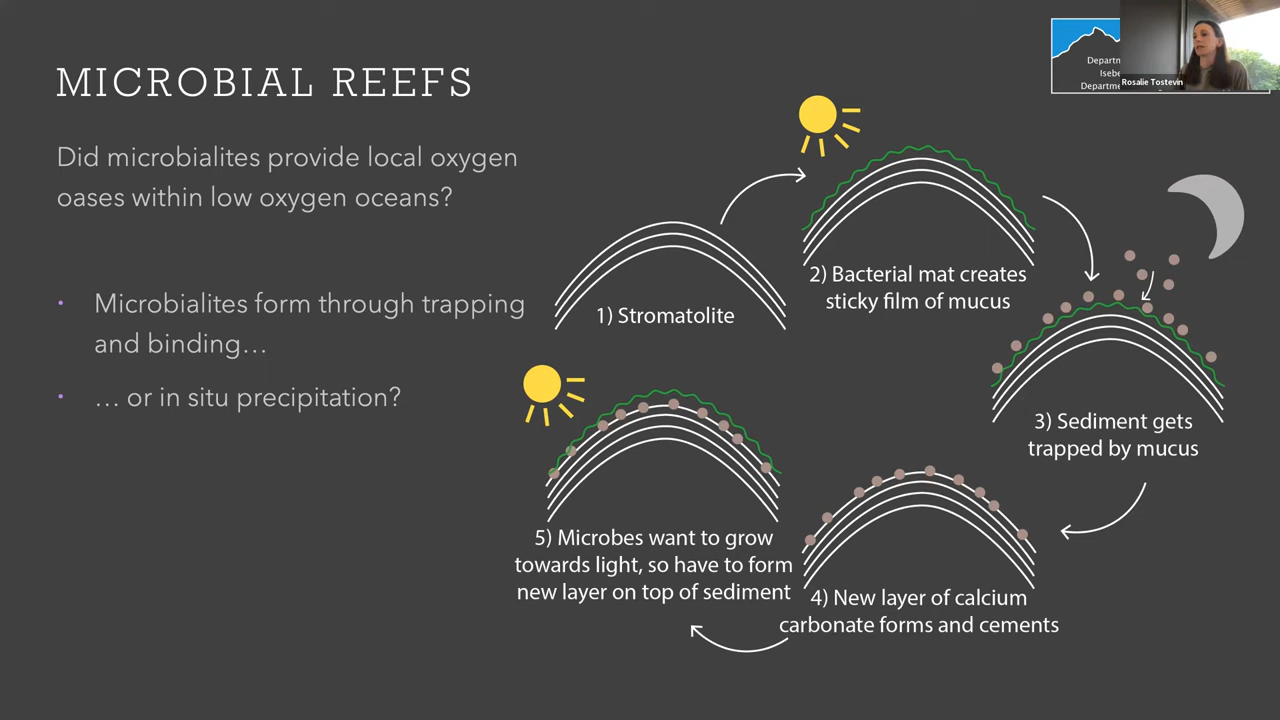 MICROBIAL REEFS
Did microbialites provide local oxygen
oases within low oxygen oceans?
• Microbialites form through trapping
and binding…
• … or in situ precipitation?
1) Stromatolite
2) Bacterial mat creates
sticky film of mucus
3) Sediment gets
trapped by mucus
4) New layer of calcium
carbonate forms and cements
5) Microbes want to grow
towards light, so have to form
new layer on top of sediment
Departm
Isebe
Departme
Rosalie Tostevin